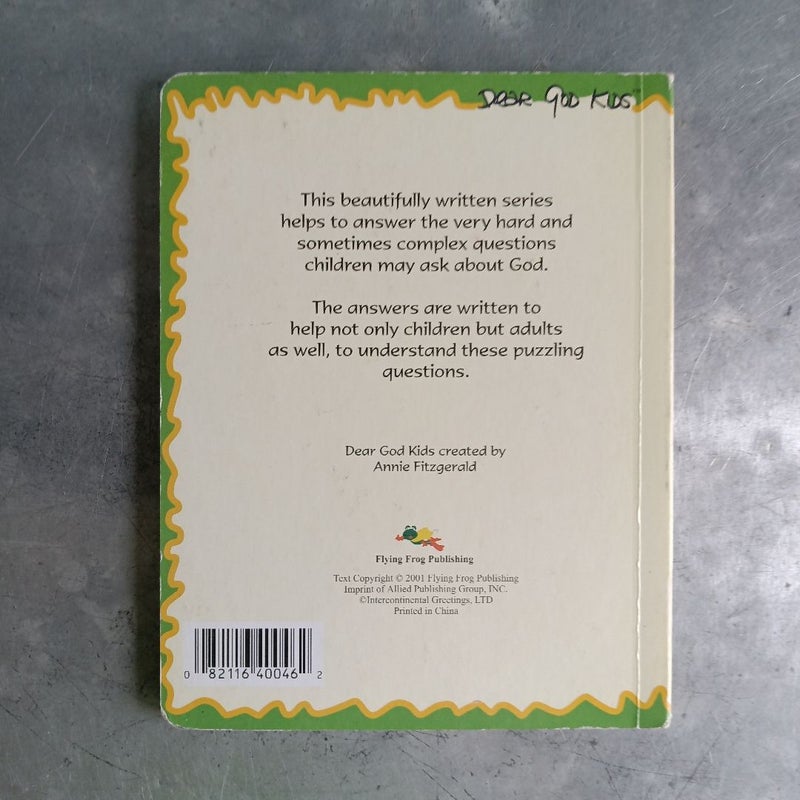 DEAR GOD KIDS™
This beautifully written series
helps to answer the very hard and
sometimes complex questions
children may ask about God.
The answers are written to
help not only children but adults
as well, to understand these puzzling
questions.
Dear God Kids created by
Annie Fitzgerald
Flying Frog Publishing
Text Copyright © 2001 Flying Frog Publishing
Imprint of Allied Publishing Group, INC.
©Intercontinental Greetings, LTD
Printed in China
0 82116 40046 2